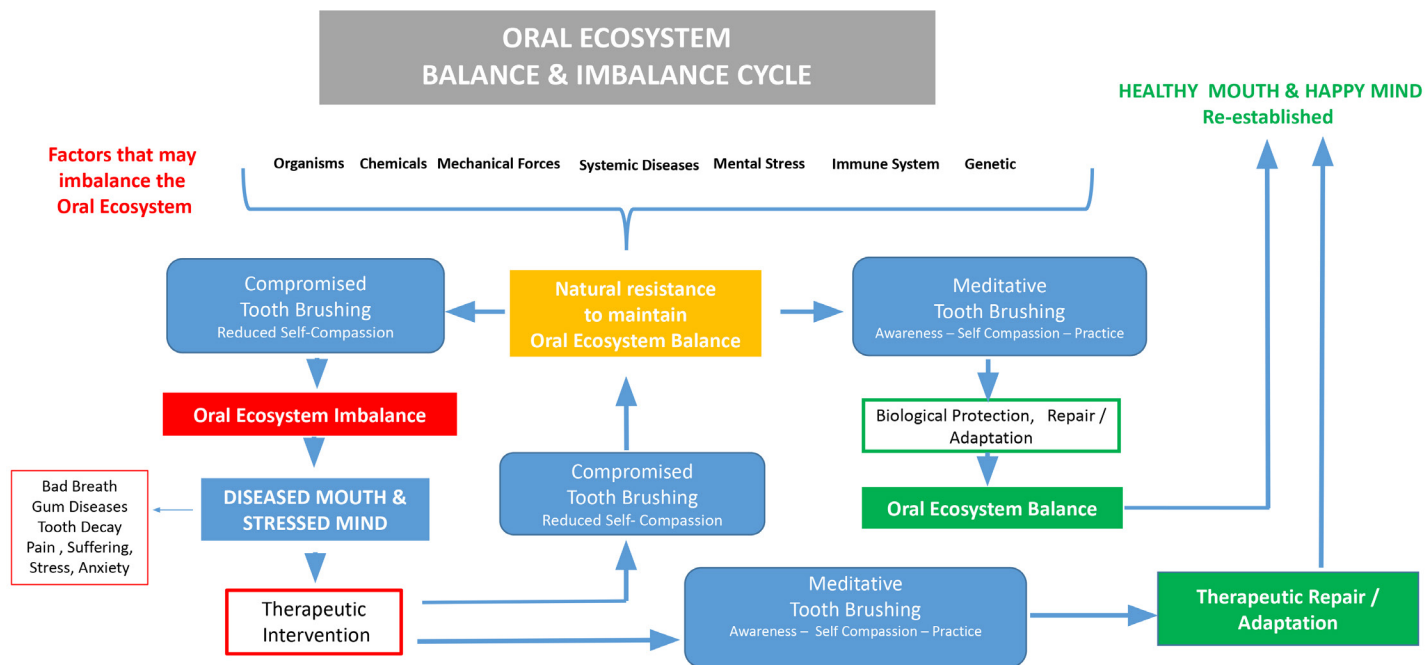 ORAL ECOSYSTEM
BALANCE & IMBALANCE CYCLE
HEALTHY MOUTH & HAPPY MIND
Re-established
Factors that may
imbalance the
Oral Ecosystem
Organisms Chemicals Mechanical Forces Systemic Diseases Mental Stress Immune System Genetic
Compromised
Tooth Brushing
Reduced Self-Compassion
Natural resistance
to maintain
Oral Ecosystem Balance
Meditative
Tooth Brushing
Awareness – Self Compassion – Practice
Oral Ecosystem Imbalance
Biological Protection, Repair /
Adaptation
DISEASED MOUTH &
STRESSED MIND
Bad Breath
Gum Diseases
Tooth Decay
Pain , Suffering,
Stress, Anxiety
Compromised
Tooth Brushing
Reduced Self- Compassion
Oral Ecosystem Balance
Therapeutic
Intervention
Meditative
Tooth Brushing
Awareness – Self Compassion – Practice
Therapeutic Repair /
Adaptation